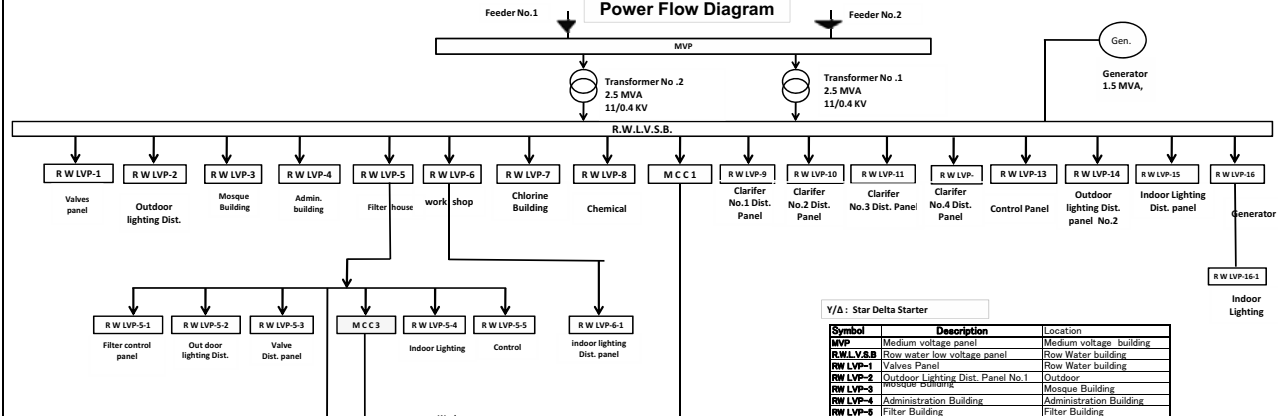 Power Flow Diagram
Feeder No.1
Feeder No.2
MVP
Gen.
Transformer No .2
2.5 MVA
11/0.4 KV
Transformer No .1
2.5 MVA
11/0.4 KV
Generator
1.5 MVA,
R.W.L.V.S.B.
R W LVP-1
R W LVP-2
R W LVP-3
R W LVP-4
R W LVP-5
R W LVP-6
R W LVP-7
R W LVP-8
M C C 1
R W LVP-9
R W LVP-10
R W LVP-11
R W LVP-
R W LVP-13
R W LVP-14
R W LVP-15
R W LVP-16
Valves
panel
Outdoor
lighting Dist.
Mosque
Building
Admin.
building
Filter house
work shop
Chlorine
Building
Chemical
Clarifer
No.1 Dist.
Panel
Clarifer
No.2 Dist.
Panel
Clarifer
No.3 Dist. Panel
Clarifer
No.4 Dist.
Panel
Control Panel
Outdoor
lighting Dist.
panel No.2
Indoor Lighting
Dist. panel
Generator
R W LVP-16-1
Indoor
Lighting
R W LVP-5-1
R W LVP-5-2
R W LVP-5-3
M C C 3
R W LVP-5-4
R W LVP-5-5
R W LVP-6-1
Filter control
panel
Out door
lighting Dist.
Valve
Dist. panel
Indoor Lighting
Control
indoor lighting
Dist. panel
Y/Δ : Star Delta Starter
Symbol Description Location
MVP Medium voltage panel Medium voltage building
R.W.L.V.S.B Row water low voltage panel Row Water building
RW LVP-1 Valves Panel Row Water building
RW LVP-2 Outdoor Lighting Dist. Panel No.1 Outdoor
RW LVP-3 Mosque Building Mosque Building
RW LVP-4 Administration Building Administration Building
RW LVP-5 Filter Building Filter Building